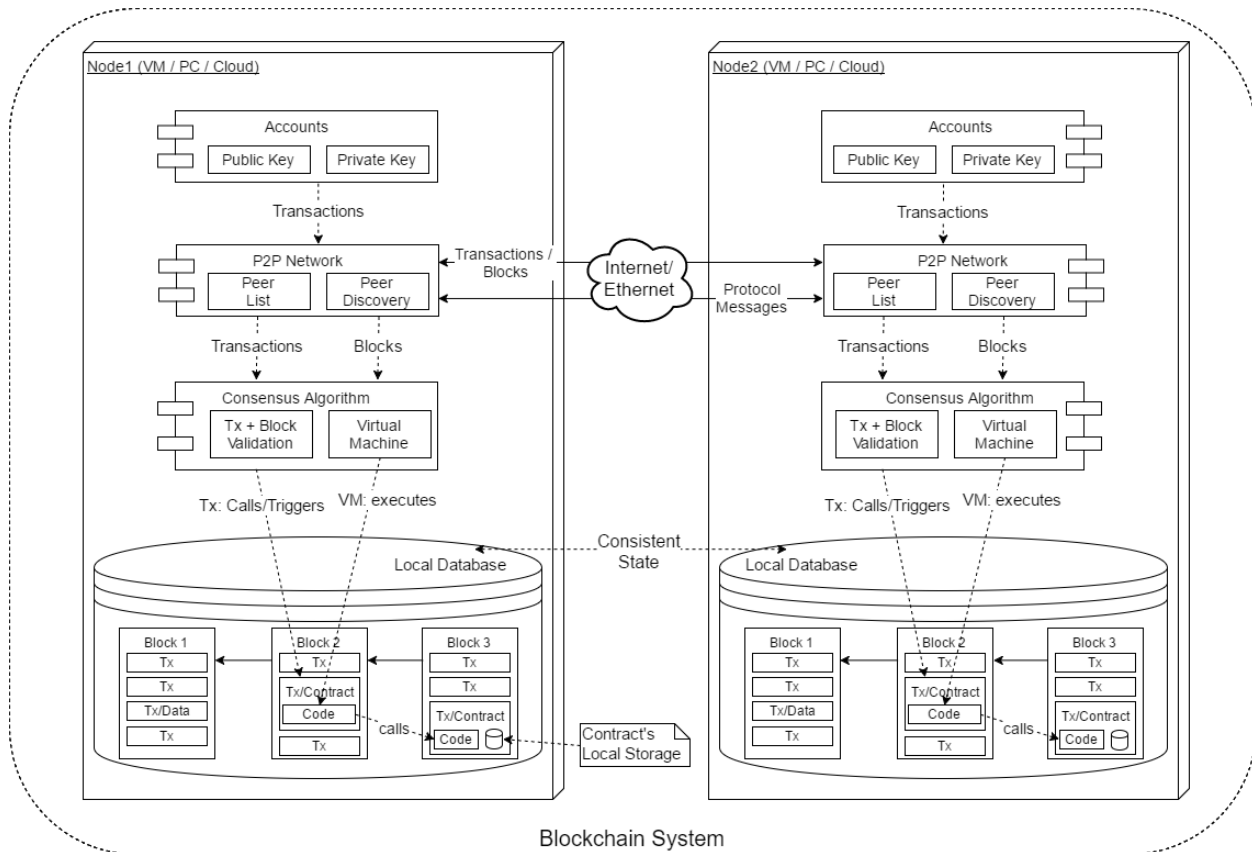 Node1 (VM / PC / Cloud)
Accounts
Public Key
Private Key
Transactions
P2P Network
Peer
List
Peer
Discovery
Transactions
Blocks
Consensus Algorithm
Tx + Block
Validation
Virtual
Machine
Tx: Calls/Triggers
VM: executes
Local Database
Block 1
Tx
Tx
Tx/Data
Tx
Block 2
Tx
Tx/Contract
Code
Tx
calls
Block 3
Tx
Tx
Tx/Contract
Code
Transactions /
Blocks
Internet/
Ethernet
Protocol
Messages
Consistent
State
Contract's
Local Storage
Node2 (VM / PC / Cloud)
Accounts
Public Key
Private Key
Transactions
P2P Network
Peer
List
Peer
Discovery
Transactions
Blocks
Consensus Algorithm
Tx + Block
Validation
Virtual
Machine
Tx: Calls/Triggers
VM: executes
Local Database
Block 1
Tx
Tx
Tx/Data
Tx
Block 2
Tx
Tx/Contract
Code
Tx
calls
Block 3
Tx
Tx
Tx/Contract
Code
Blockchain System